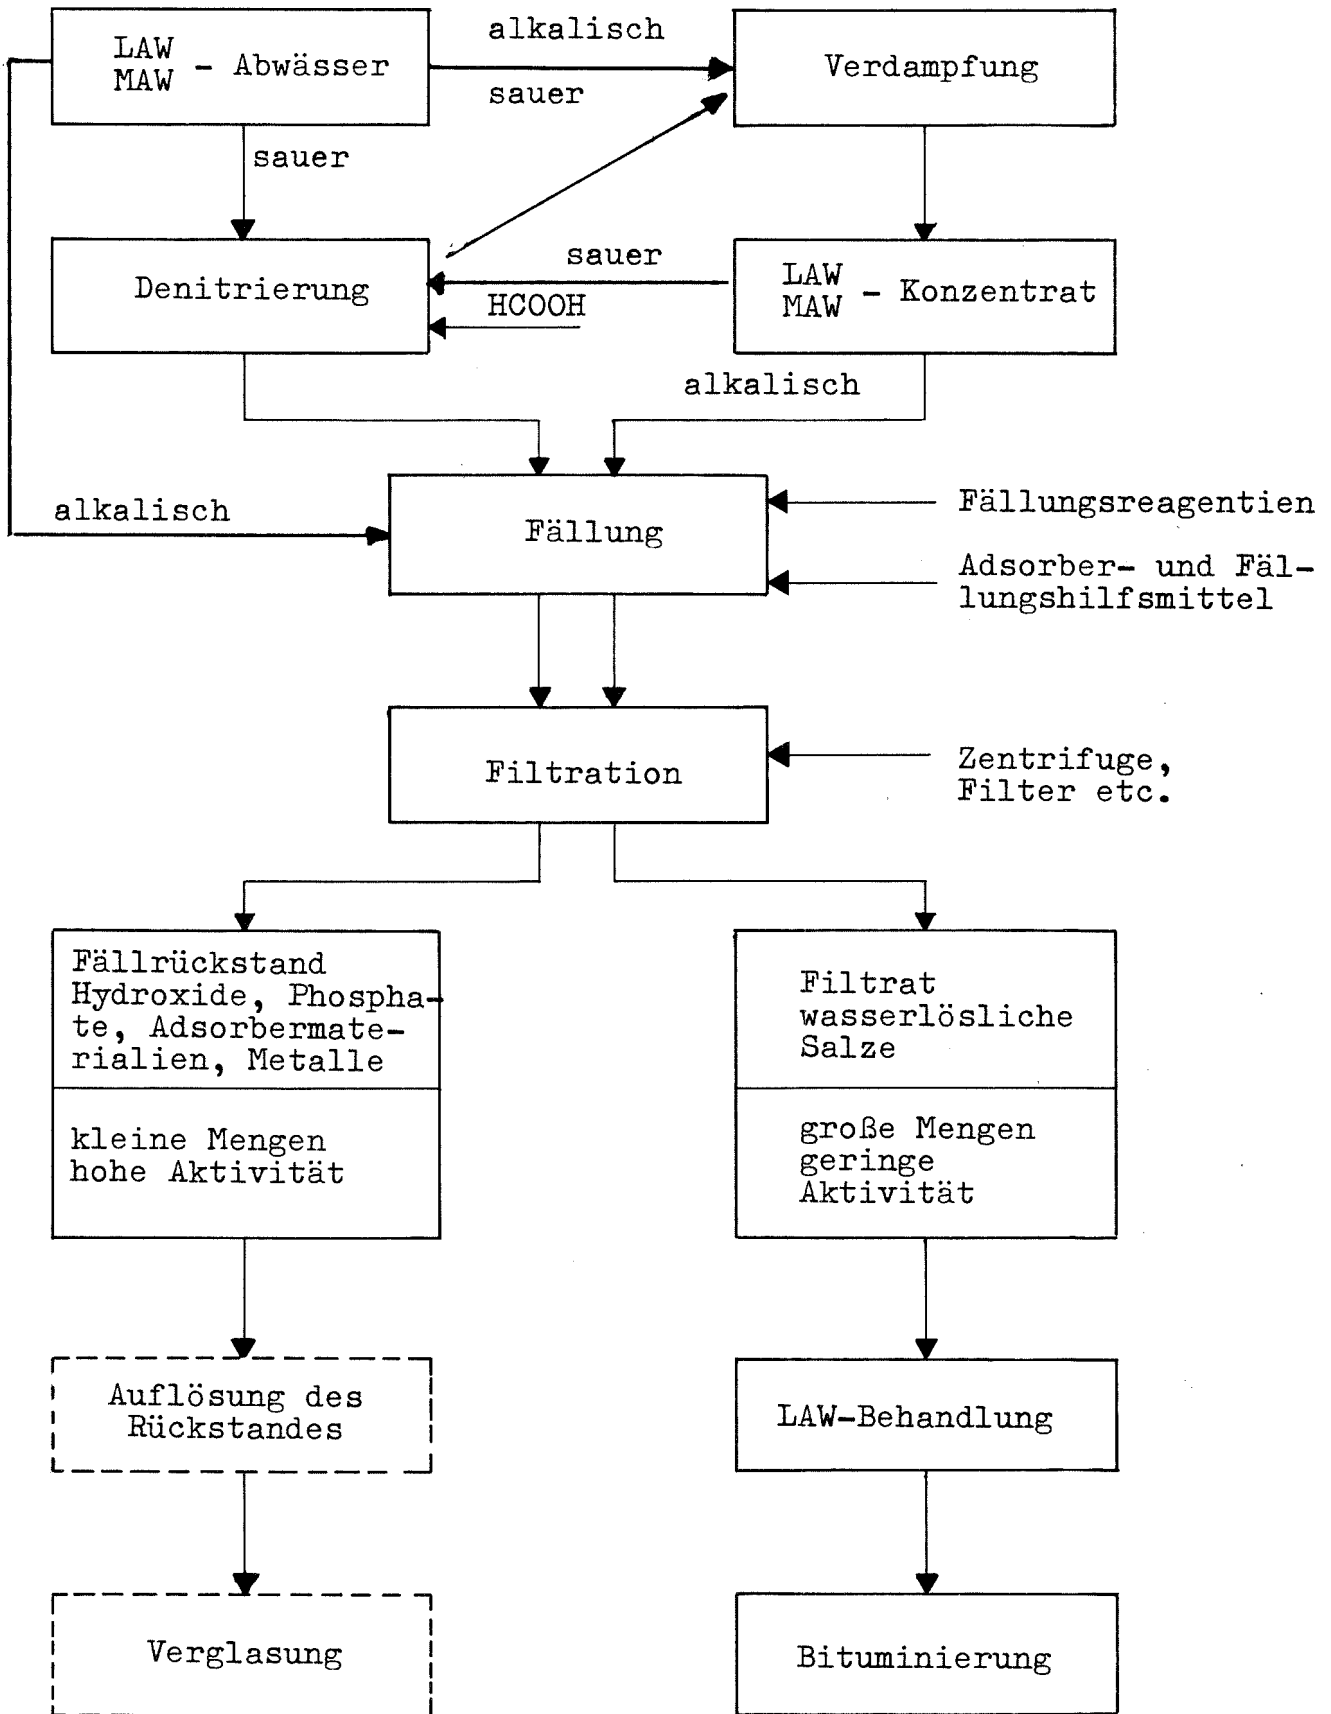 LAW
MAW - Abwässer
alkalisch
sauer
Verdampfung
sauer
Denitrierung
sauer
HCOOH
LAW
MAW - Konzentrat
alkalisch
alkalisch
Fällung
Fällungsreagentien
Adsorber- und Fäl-
lungshilfsmittel
Filtration
Zentrifuge,
Filter etc.
Fällrückstand
Hydroxide, Phospha-
te, Adsorbermate-
rialien, Metalle
kleine Mengen
hohe Aktivität
Filtrat
wasserlösliche
Salze
große Mengen
geringe
Aktivität
Auflösung des
Rückstandes
LAW-Behandlung
Verglasung
Bituminierung